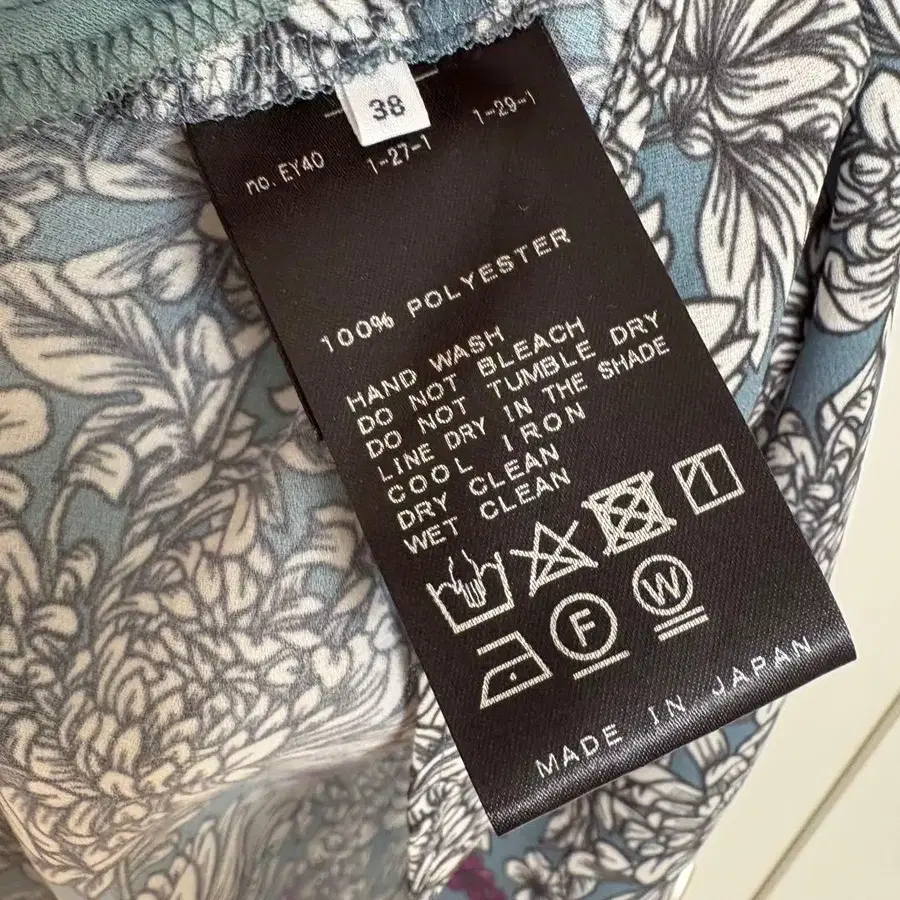 38
no. EY40 1-27-1 1-29-1
100% POLYESTER
HAND WASH
DO NOT BLEACH
DO NOT TUMBLE DRY
LINE DRY IN THE SHADE
COOL IRON
DRY CLEAN
WET CLEAN
F W
MADE IN JAPAN